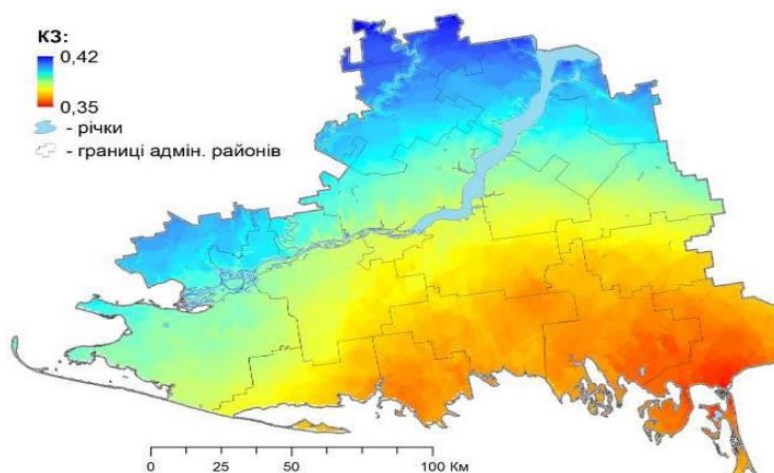 КЗ:
0,42
0,35
- річки
- границі адмін. районів
0 25 50 100 Км